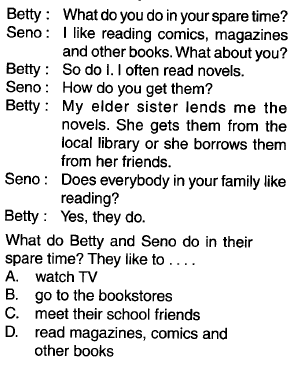 Betty : What do you do in your spare time?
Seno : I like reading comics, magazines
and other books. What about you?
Betty : So do I. I often read novels.
Seno : How do you get them?
Betty : My elder sister lends me the
novels. She gets them from the
local library or she borrows them
from her friends.
Seno : Does everybody in your family like
reading?
Betty : Yes, they do.
What do Betty and Seno do in their
spare time? They like to . . . .
A. watch TV
B. go to the bookstores
C. meet their school friends
D. read magazines, comics and
other books